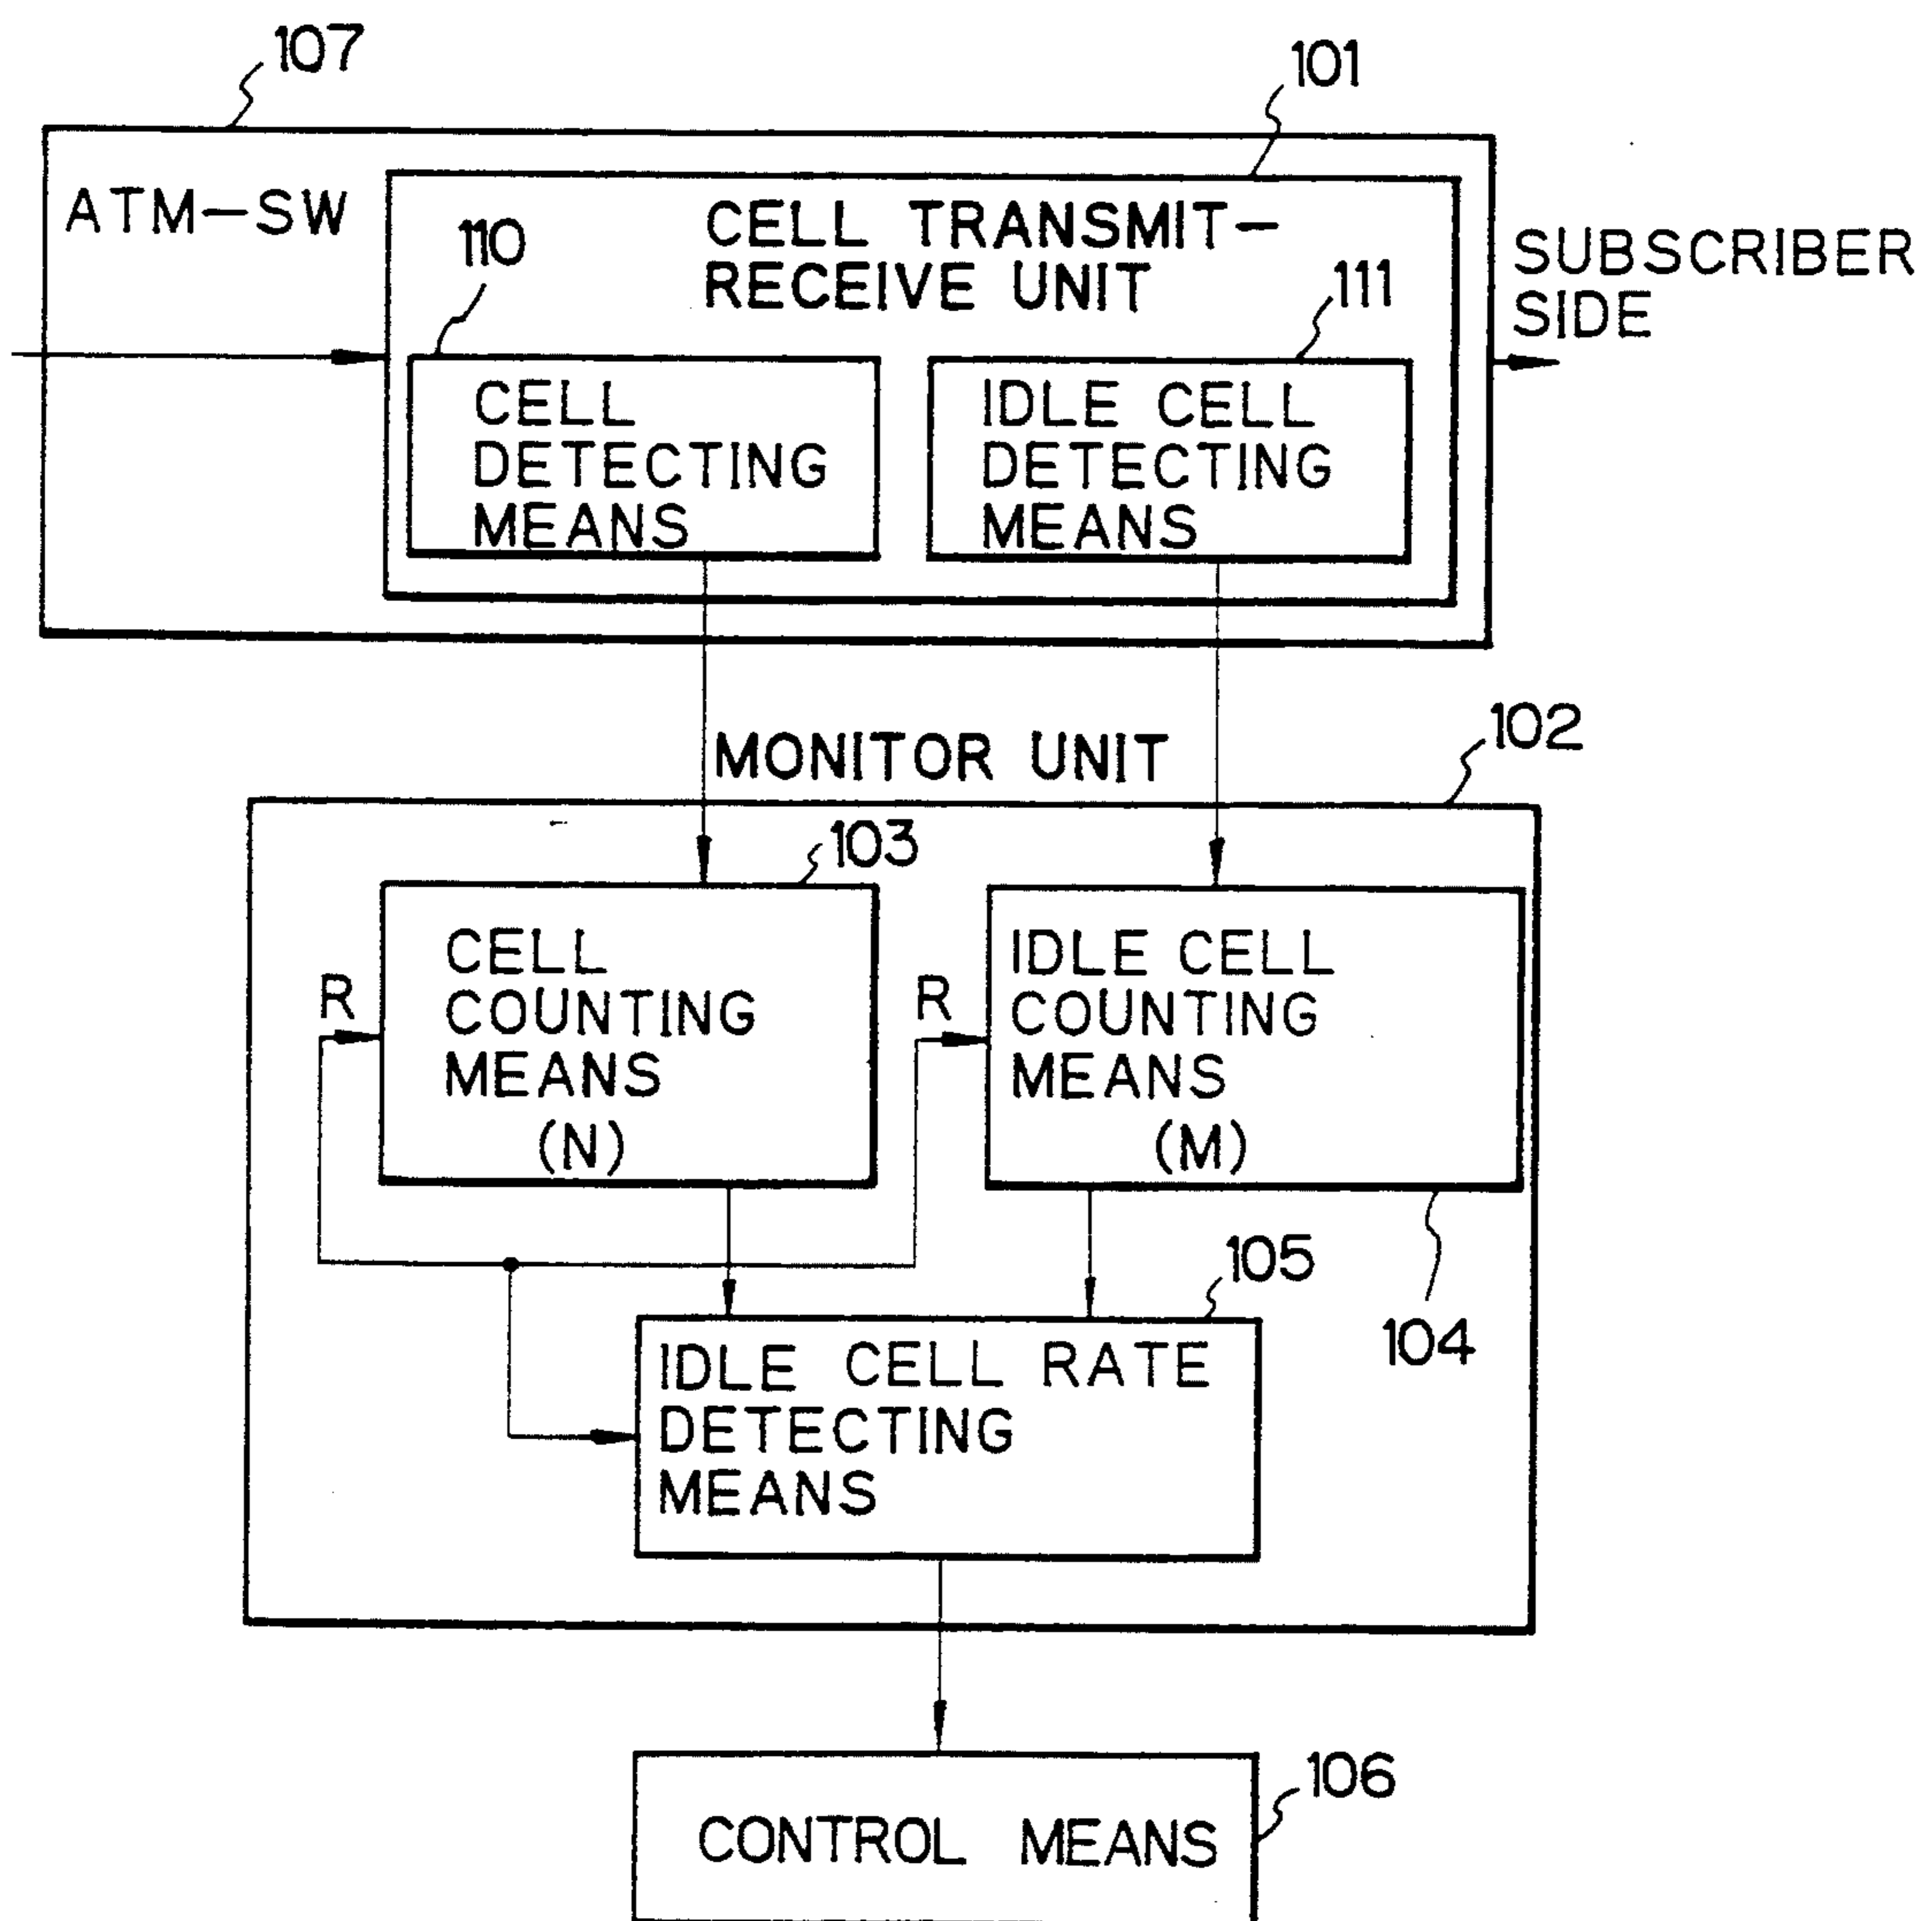 107
101
ATM-SW
110
CELL TRANSMIT-
RECEIVE UNIT
111
SUBSCRIBER
SIDE
CELL
DETECTING
MEANS
IDLE CELL
DETECTING
MEANS
MONITOR UNIT
102
103
CELL
COUNTING
MEANS
(N)
R
IDLE CELL
COUNTING
MEANS
(M)
R
104
105
IDLE CELL RATE
DETECTING
MEANS
CONTROL MEANS
106